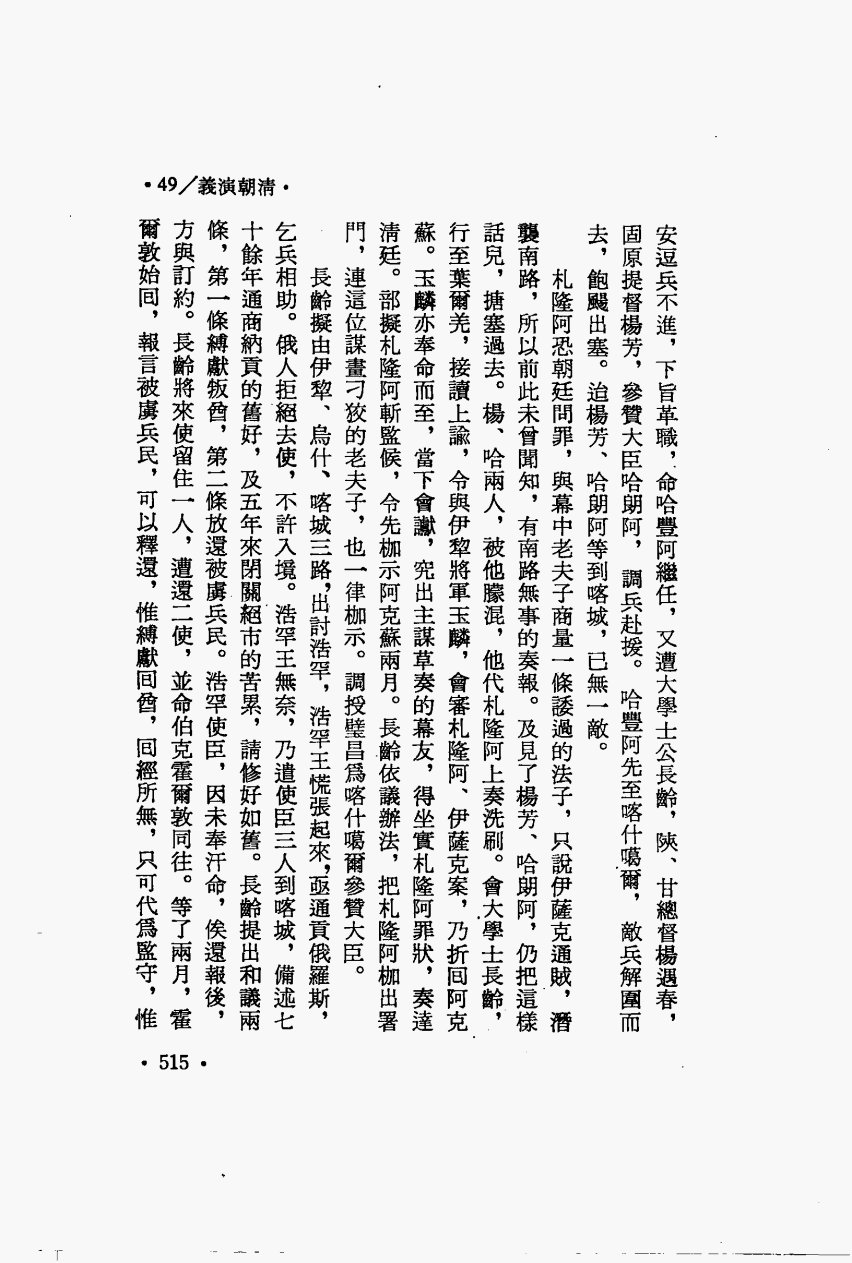 •49/義演朝清•
安逗兵不進，下旨革職，命哈豐阿繼任，又遭大學士公長齡，陝、甘總督楊遇春，
固原提督楊芳，參贊大臣哈朗阿，調兵赴援。哈豐阿先至喀什噶爾，敵兵解圍而
去，飽颺出塞。迨楊芳、哈朗阿等到喀城，已無一敵。
札隆阿恐朝廷問罪，與幕中老夫子商量一條諉過的法子，只說伊薩克通賊，潛
襲南路，所以前此未曾聞知，有南路無事的奏報。及見了楊芳、哈朗阿，仍把這樣
話兒，搪塞過去。楊、哈兩人，被他朦混，他代札隆阿上奏洗刷。會大學士長齡，
行至葉爾羌，接讀上諭，令與伊犂將軍玉麟，會審札隆阿、伊薩克案，乃折回阿克
蘇。玉麟亦奉命而至，當下會讞，究出主謀草奏的幕友，得坐實札隆阿罪狀，奏達
清廷。部擬札隆阿斬監候，令先枷示阿克蘇兩月。長齡依議辦法，把札隆阿枷出署
門，連這位謀畫刁狡的老夫子，也一律枷示。調授璧昌爲喀什噶爾參贊大臣。
長齡擬由伊犂、烏什、喀城三路，出討浩罕，浩罕王慌張起來，亟通貢俄羅斯，
乞兵相助。俄人拒絕去使，不許入境。浩罕王無奈，乃遣使臣三人到喀城，備述七
十餘年通商納貢的舊好，及五年來閉關絕市的苦累，請修好如舊。長齡提出和議兩
條，第一條縛獻叛酋，第二條放還被虜兵民。浩罕使臣，因未奉汗命，俟還報後，
方與訂約。長齡將來使留住一人，遭還二使，並命伯克霍爾敦同往。等了兩月，霍
爾敦始回，報言被虜兵民，可以釋還，惟縛獻回酋，回經所無，只可代爲監守，惟
•515•